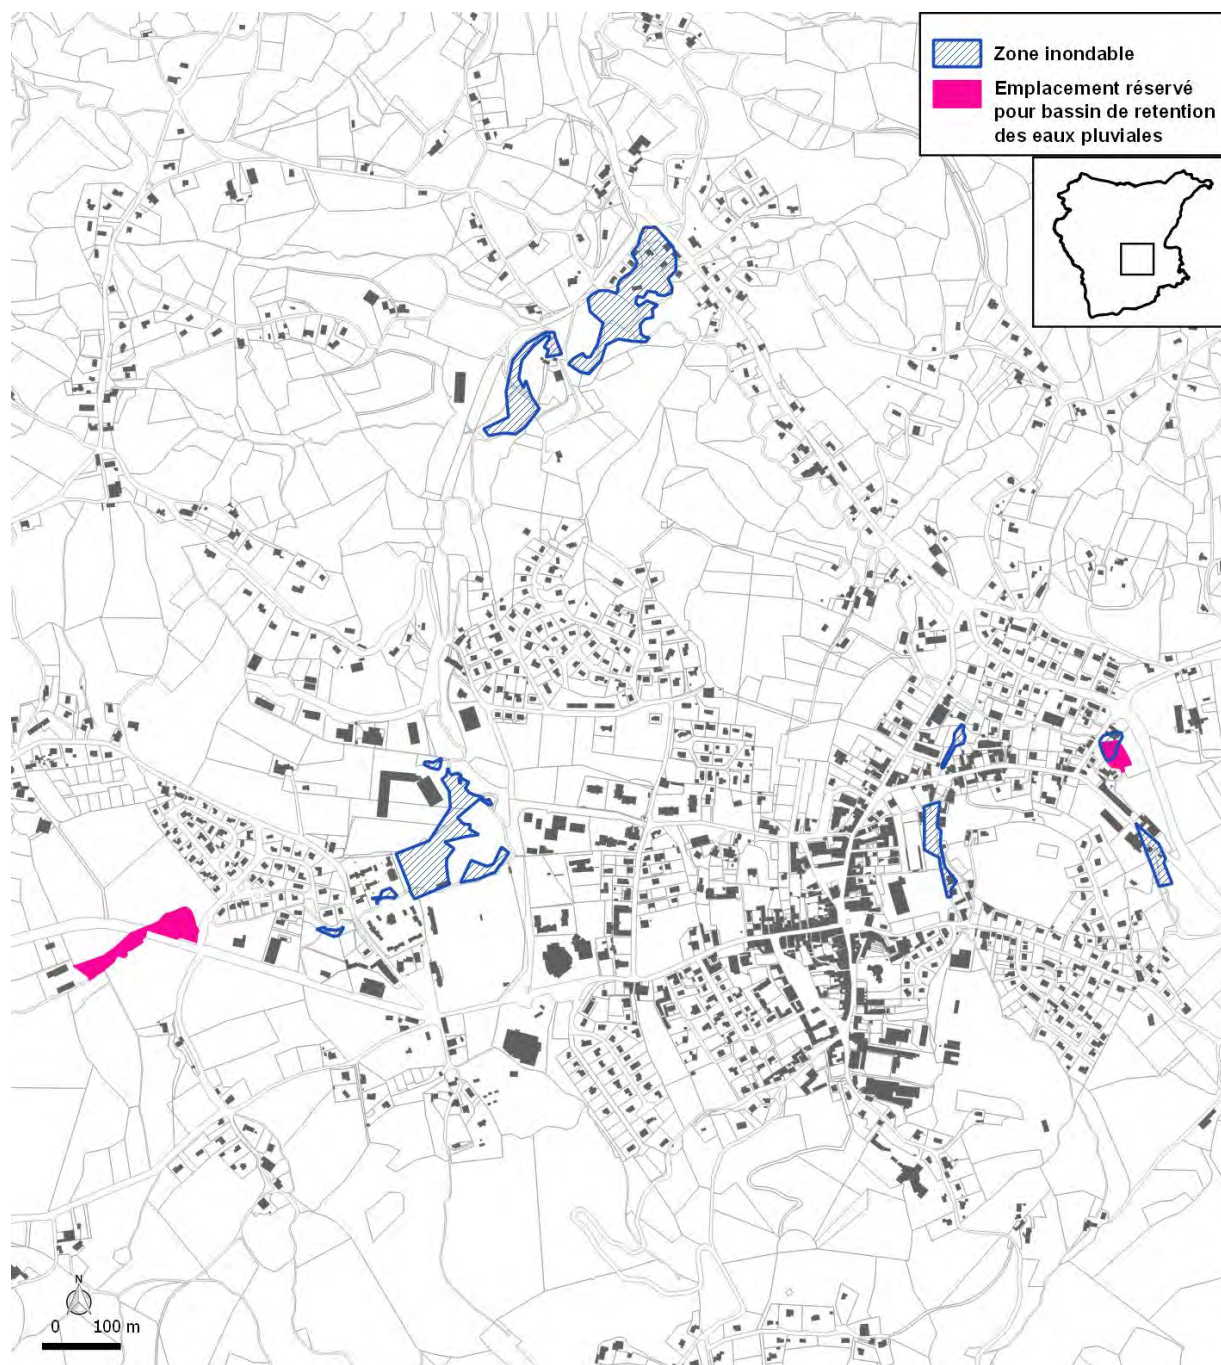 Zone inondable
Emplacement réservé
pour bassin de retention
des eaux pluviales
N
0 100 m